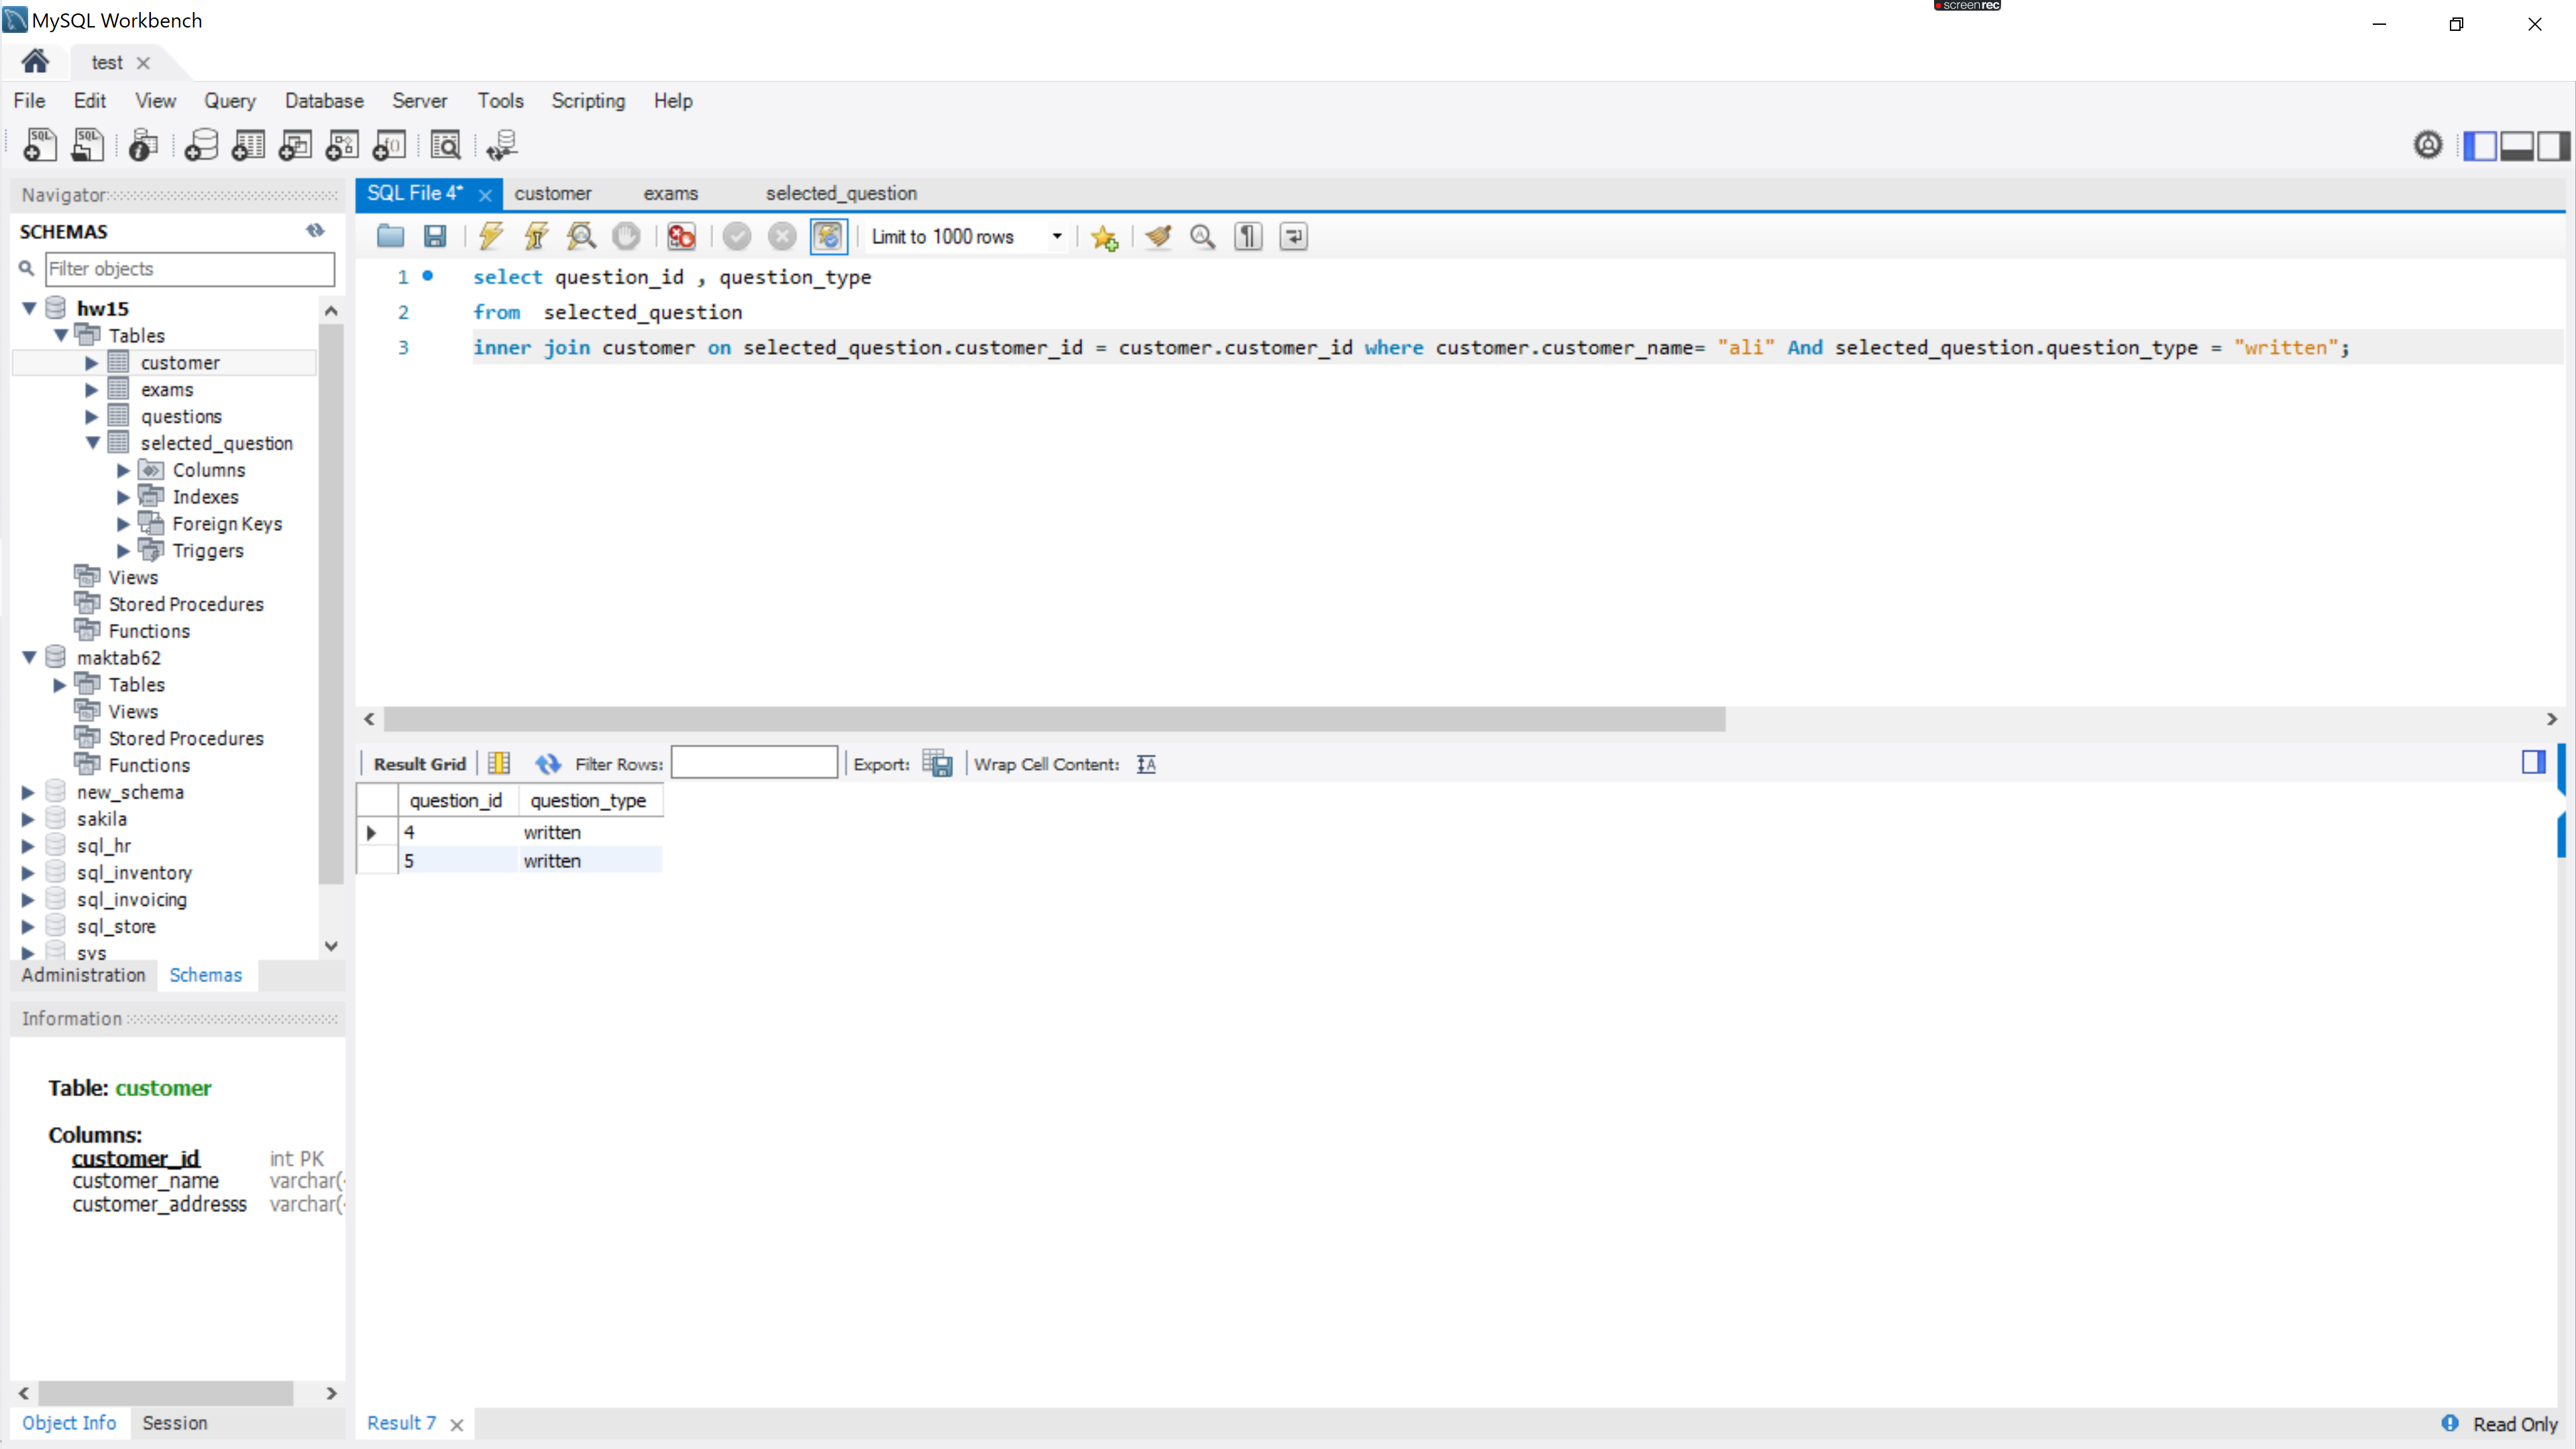 MySQL Workbench
screenrec
test
File Edit View Query Database Server Tools Scripting Help
Navigator
SQL File 4* customer exams selected_question
SCHEMAS
Limit to 1000 rows
Filter objects
1 select question_id , question_type
2 from selected_question
3 inner join customer on selected_question.customer_id = customer.customer_id where customer.customer_name= "ali" And selected_question.question_type = "written";
hw15
Tables
customer
exams
questions
selected_question
Columns
Indexes
Foreign Keys
Triggers
Views
Stored Procedures
Functions
maktab62
Tables
Views
Stored Procedures
Functions
new_schema
sakila
sql_hr
sql_inventory
sql_invoicing
sql_store
sys
Administration Schemas
Result Grid Filter Rows: Export: Wrap Cell Content:
question_id question_type
4 written
5 written
Information
Table: customer
Columns:
customer_id int PK
customer_name varchar(
customer_addresss varchar(
Object Info Session
Result 7
Read Only